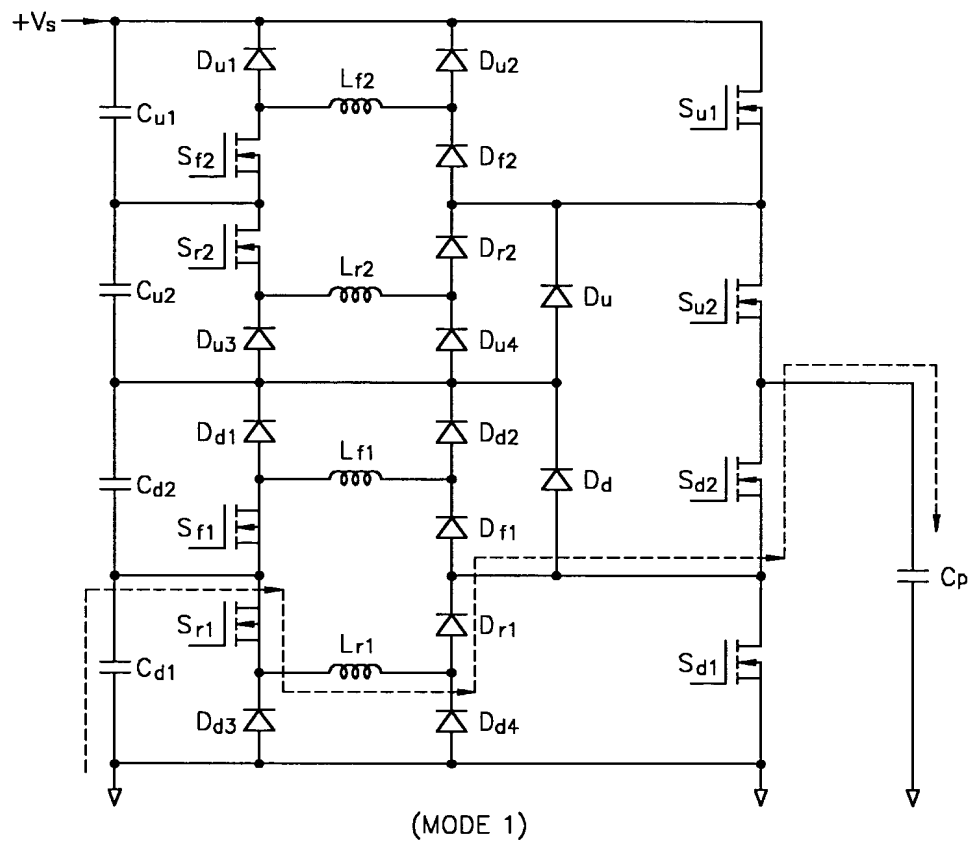 +Vs
Du1
Lf2
Du2
Cu1
Su1
Sf2
Df2
Sr2
Dr2
Lr2
Cu2
Du
Su2
Du3
Du4
Dd1
Lf1
Dd2
Cd2
Dd
Sd2
Sf1
Df1
Cp
Sr1
Dr1
Lr1
Cd1
Sd1
Dd3
Dd4
(MODE 1)